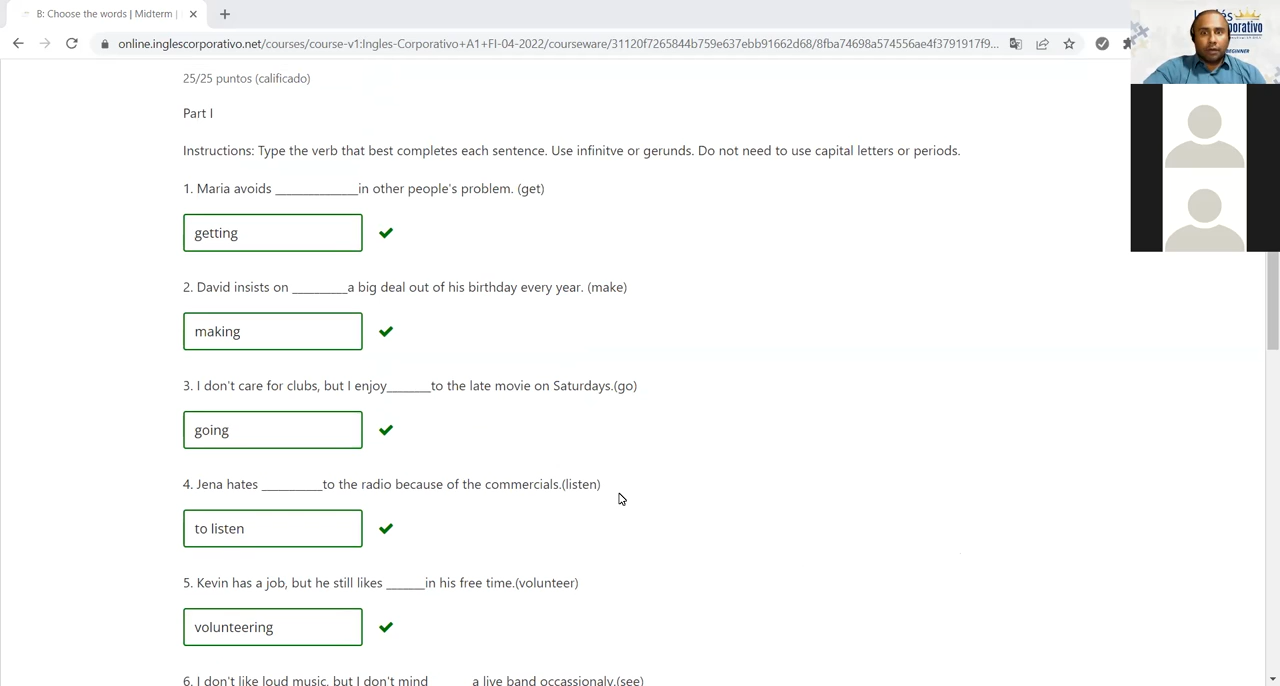 B: Choose the words | Midterm |
online.inglescorporativo.net/courses/course-v1:Ingles-Corporativo+A1+FI-04-2022/courseware/31120f7265844b759e637ebb91662d68/8fba74698a574556ae4f3791917f9...
25/25 puntos (calificado)
Part I
Instructions: Type the verb that best completes each sentence. Use infinitve or gerunds. Do not need to use capital letters or periods.
1. Maria avoids ______________in other people's problem. (get)
getting
2. David insists on _________a big deal out of his birthday every year. (make)
making
3. I don't care for clubs, but I enjoy_______to the late movie on Saturdays.(go)
going
4. Jena hates __________to the radio because of the commercials.(listen)
to listen
5. Kevin has a job, but he still likes ______in his free time.(volunteer)
volunteering
6. I don't like loud music, but I don't mind ______a live band occassionaly.(see)